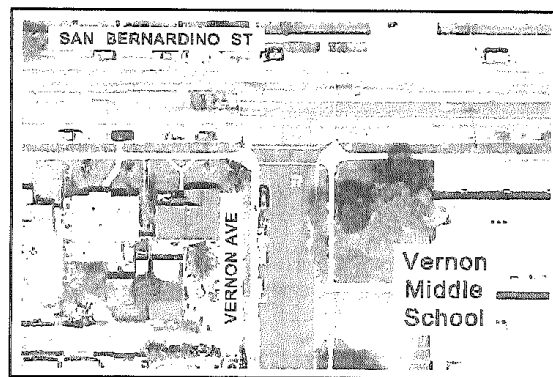 SAN BERNARDINO ST
VERNON AVE
Vernon
Middle
School